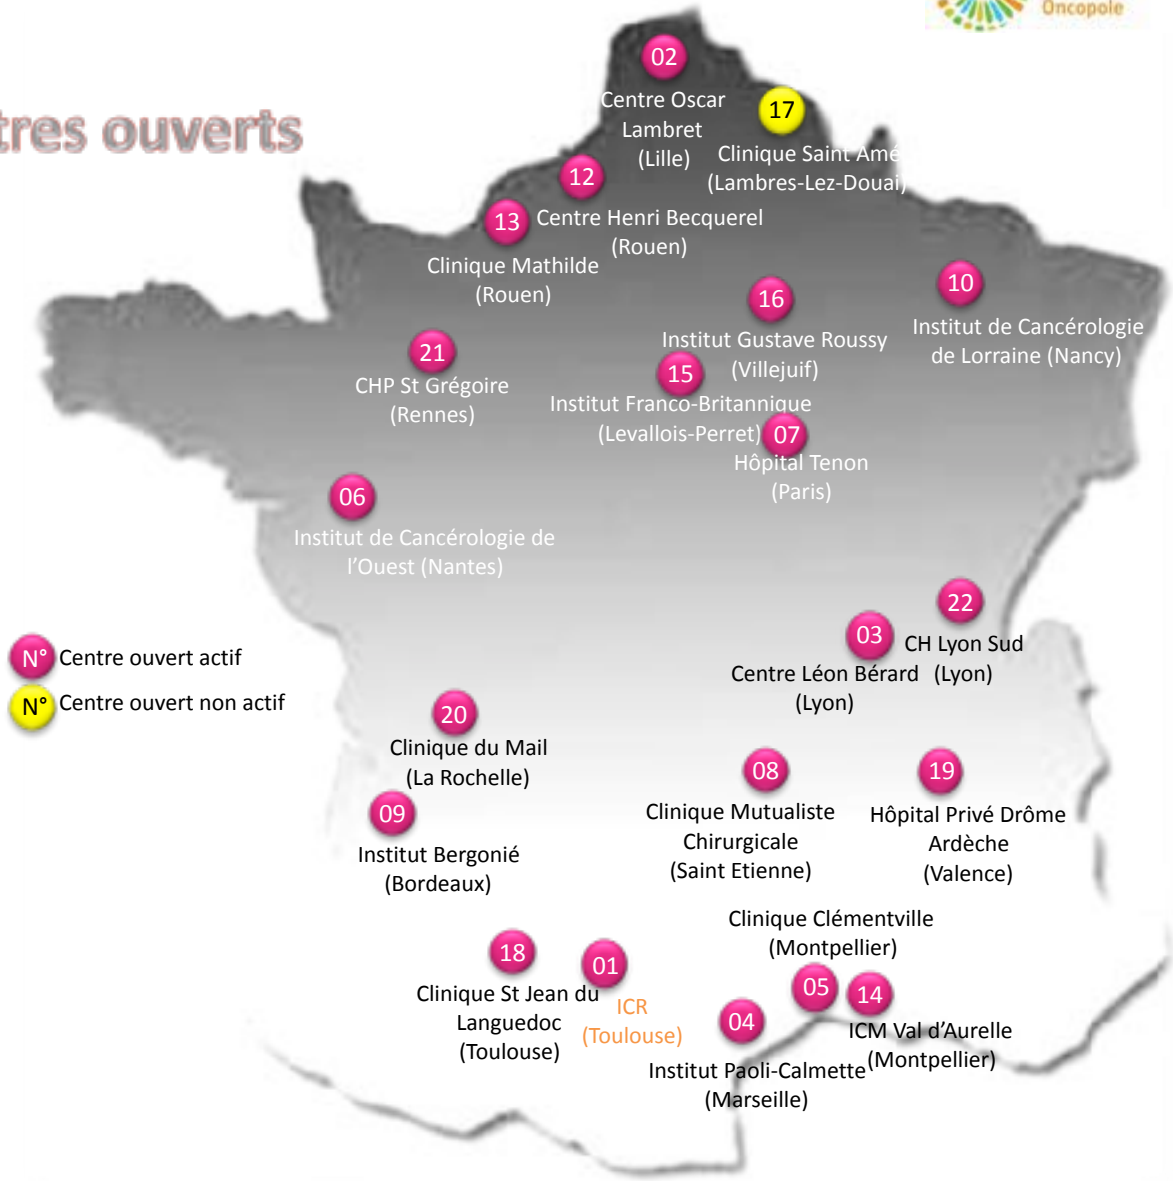 Oncopole
tres ouverts
02
Centre Oscar
Lambret
(Lille)
17
Clinique Saint Amé
(Lambres-Lez-Douai)
12
Centre Henri Becquerel
(Rouen)
13
Clinique Mathilde
(Rouen)
10
Institut de Cancérologie
de Lorraine (Nancy)
16
Institut Gustave Roussy
(Villejuif)
21
CHP St Grégoire
(Rennes)
15
Institut Franco-Britannique
(Levallois-Perret)
07
Hôpital Tenon
(Paris)
06
Institut de Cancérologie de
l'Ouest (Nantes)
22
CH Lyon Sud
(Lyon)
03
Centre Léon Bérard
(Lyon)
N° Centre ouvert actif
N° Centre ouvert non actif
20
Clinique du Mail
(La Rochelle)
08
Clinique Mutualiste
Chirurgicale
(Saint Etienne)
19
Hôpital Privé Drôme
Ardèche
(Valence)
09
Institut Bergonié
(Bordeaux)
Clinique Clémentville
(Montpellier)
05
18
Clinique St Jean du
Languedoc
(Toulouse)
01
ICR
(Toulouse)
14
ICM Val d'Aurelle
(Montpellier)
04
Institut Paoli-Calmette
(Marseille)